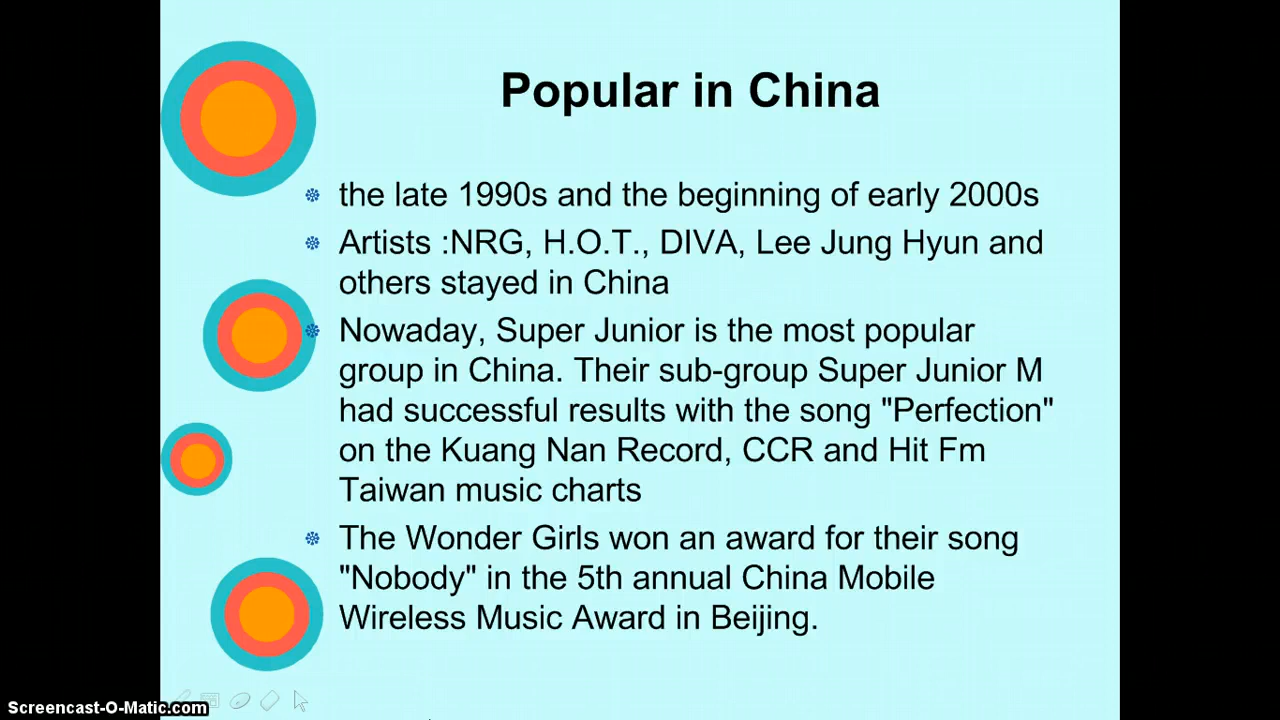 Popular in China
the late 1990s and the beginning of early 2000s
Artists :NRG, H.O.T., DIVA, Lee Jung Hyun and
others stayed in China
Nowaday, Super Junior is the most popular
group in China. Their sub-group Super Junior M
had successful results with the song "Perfection"
on the Kuang Nan Record, CCR and Hit Fm
Taiwan music charts
The Wonder Girls won an award for their song
"Nobody" in the 5th annual China Mobile
Wireless Music Award in Beijing.
Screencast-O-Matic.com